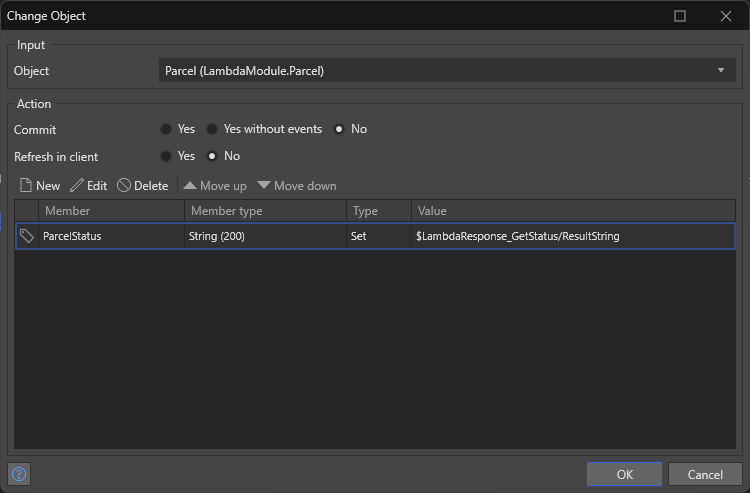 Change Object
Input
Object Parcel (LambdaModule.Parcel)
Action
Commit Yes Yes without events No
Refresh in client Yes No
New Edit Delete Move up Move down
Member Member type Type Value
ParcelStatus String (200) Set $LambdaResponse_GetStatus/ResultString
? OK Cancel